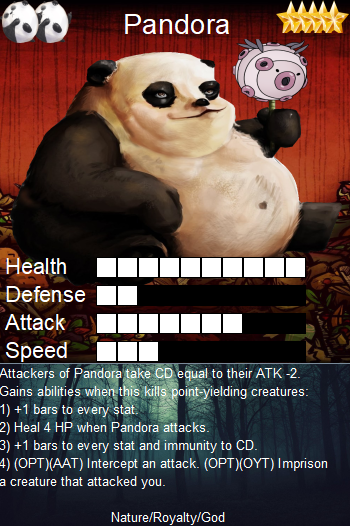 Pandora
Health
Defense
Attack
Speed
Attackers of Pandora take CD equal to their ATK -2.
Gains abilities when this kills point-yielding creatures:
1) +1 bars to every stat.
2) Heal 4 HP when Pandora attacks.
3) +1 bars to every stat and immunity to CD.
4) (OPT)(AAT) Intercept an attack. (OPT)(OYT) Imprison
a creature that attacked you.
Nature/Royalty/God